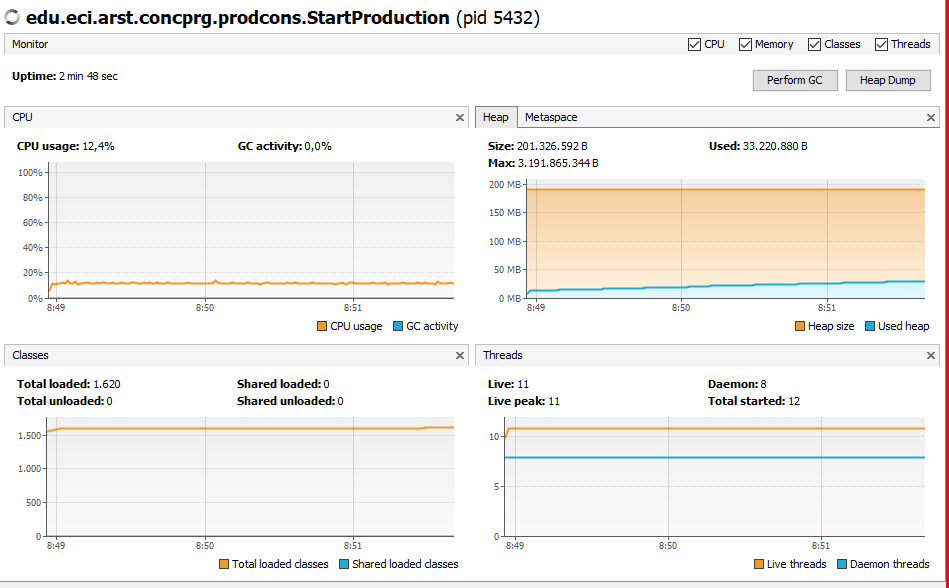 edu.eci.arst.concprg.prodcons.StartProduction (pid 5432)
Monitor
CPU Memory Classes Threads
Uptime: 2 min 48 sec
Perform GC Heap Dump
CPU
CPU usage: 12,4% GC activity: 0,0%
100%
80%
60%
40%
20%
0%
8:49 8:50 8:51
CPU usage GC activity
Heap Metaspace
Size: 201.326.592 B Used: 33.220.880 B
Max: 3.191.865.344 B
200 MB
150 MB
100 MB
50 MB
0 MB
8:49 8:50 8:51
Heap size Used heap
Classes
Total loaded: 1.620 Shared loaded: 0
Total unloaded: 0 Shared unloaded: 0
1.500
1.000
500
0
8:49 8:50 8:51
Total loaded classes Shared loaded classes
Threads
Live: 11 Daemon: 8
Live peak: 11 Total started: 12
10
5
0
8:49 8:50 8:51
Live threads Daemon threads